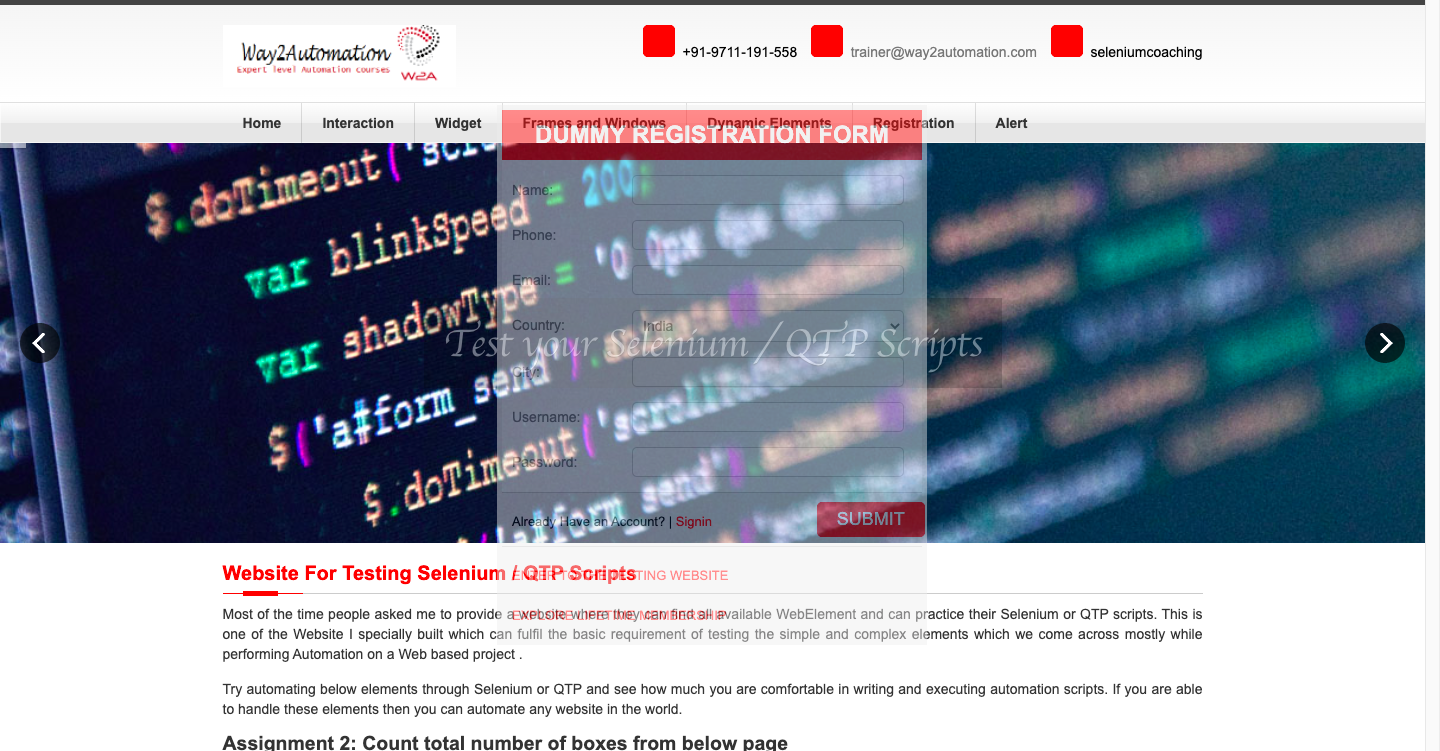 Way2Automation
Expert level Automation courses
W2A
+91-9711-191-558
trainer@way2automation.com
seleniumcoaching
Home
Interaction
Widget
Frames and Windows
Dynamic Elements
Registration
Alert
DUMMY REGISTRATION FORM
Name:
Phone:
Email:
Country:
India
City:
Username:
Password:
Already Have an Account? | Signin
SUBMIT
ENTER TO THE TESTING WEBSITE
EXPLORE LIFETIME MEMBERSHIP
Test your Selenium / QTP Scripts
$.doTimeout('scro
var blinkSpeed = 200;
var shadowType = '0 0px 6px
$('a#form_send').
$.doTimeout('scroll
Website For Testing Selenium / QTP Scripts
Most of the time people asked me to provide a website where they can find all available WebElement and can practice their Selenium or QTP scripts. This is
one of the Website I specially built which can fulfil the basic requirement of testing the simple and complex elements which we come across mostly while
performing Automation on a Web based project .
Try automating below elements through Selenium or QTP and see how much you are comfortable in writing and executing automation scripts. If you are able
to handle these elements then you can automate any website in the world.
Assignment 2: Count total number of boxes from below page